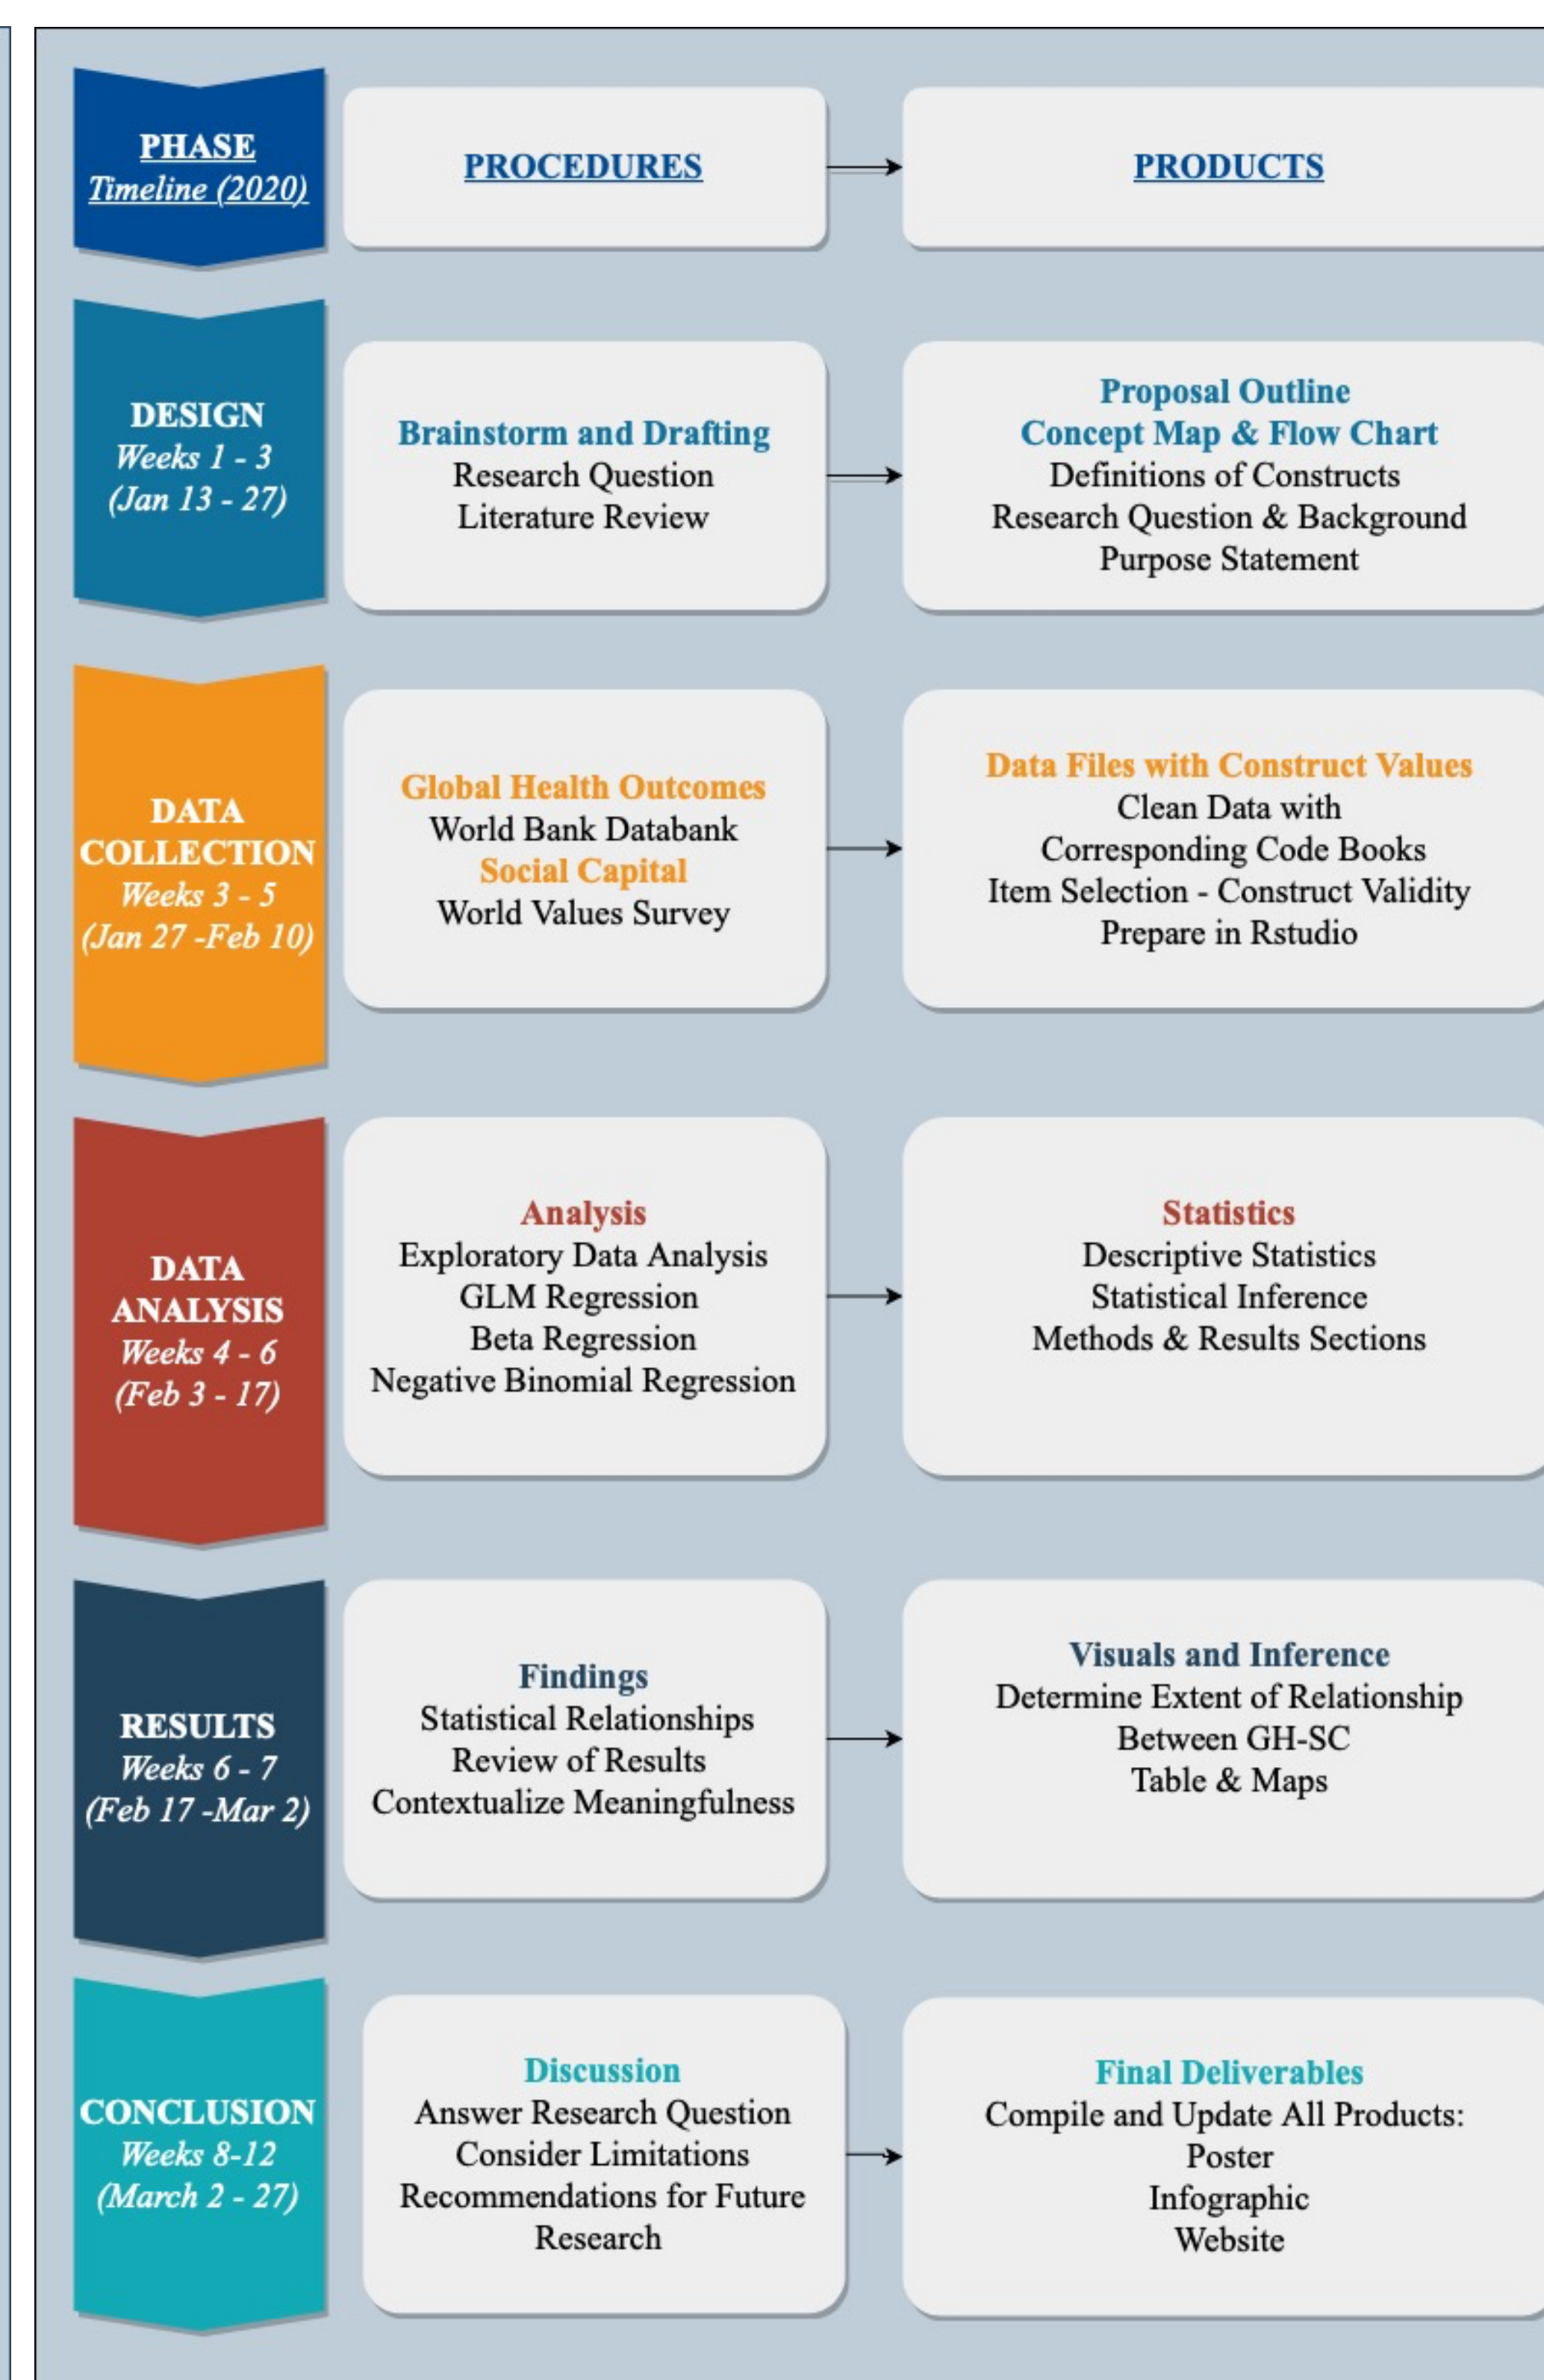 PHASE
Timeline (2020)
PROCEDURES
PRODUCTS
DESIGN
Weeks 1 - 3
(Jan 13 - 27)
Brainstorm and Drafting
Research Question
Literature Review
Proposal Outline
Concept Map & Flow Chart
Definitions of Constructs
Research Question & Background
Purpose Statement
DATA
COLLECTION
Weeks 3 - 5
(Jan 27 -Feb 10)
Global Health Outcomes
World Bank Databank
Social Capital
World Values Survey
Data Files with Construct Values
Clean Data with
Corresponding Code Books
Item Selection - Construct Validity
Prepare in Rstudio
DATA
ANALYSIS
Weeks 4 - 6
(Feb 3 - 17)
Analysis
Exploratory Data Analysis
GLM Regression
Beta Regression
Negative Binomial Regression
Statistics
Descriptive Statistics
Statistical Inference
Methods & Results Sections
RESULTS
Weeks 6 - 7
(Feb 17 -Mar 2)
Findings
Statistical Relationships
Review of Results
Contextualize Meaningfulness
Visuals and Inference
Determine Extent of Relationship
Between GH-SC
Table & Maps
CONCLUSION
Weeks 8-12
(March 2 - 27)
Discussion
Answer Research Question
Consider Limitations
Recommendations for Future
Research
Final Deliverables
Compile and Update All Products:
Poster
Infographic
Website